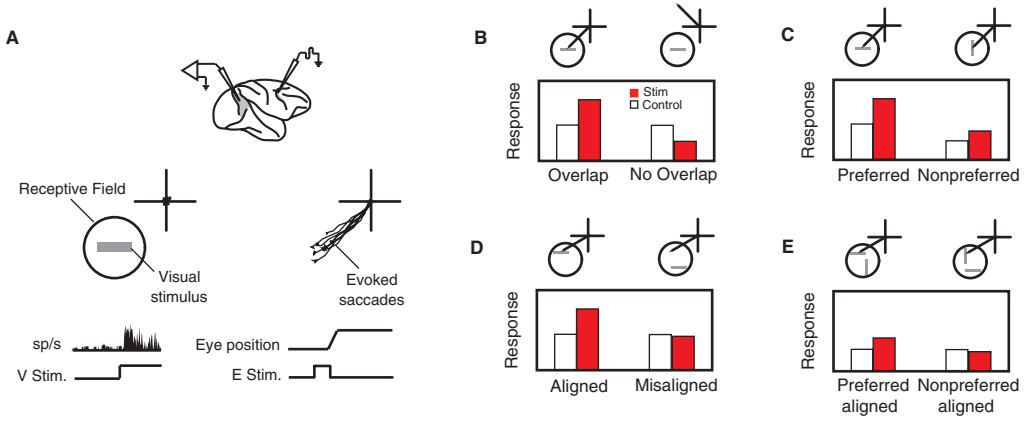 A
Receptive Field
Visual
stimulus
Evoked
saccades
sp/s
V Stim.
Eye position
E Stim.
B
Response
Stim
Control
Overlap
No Overlap
C
Response
Preferred
Nonpreferred
D
Response
Aligned
Misaligned
E
Response
Preferred
aligned
Nonpreferred
aligned